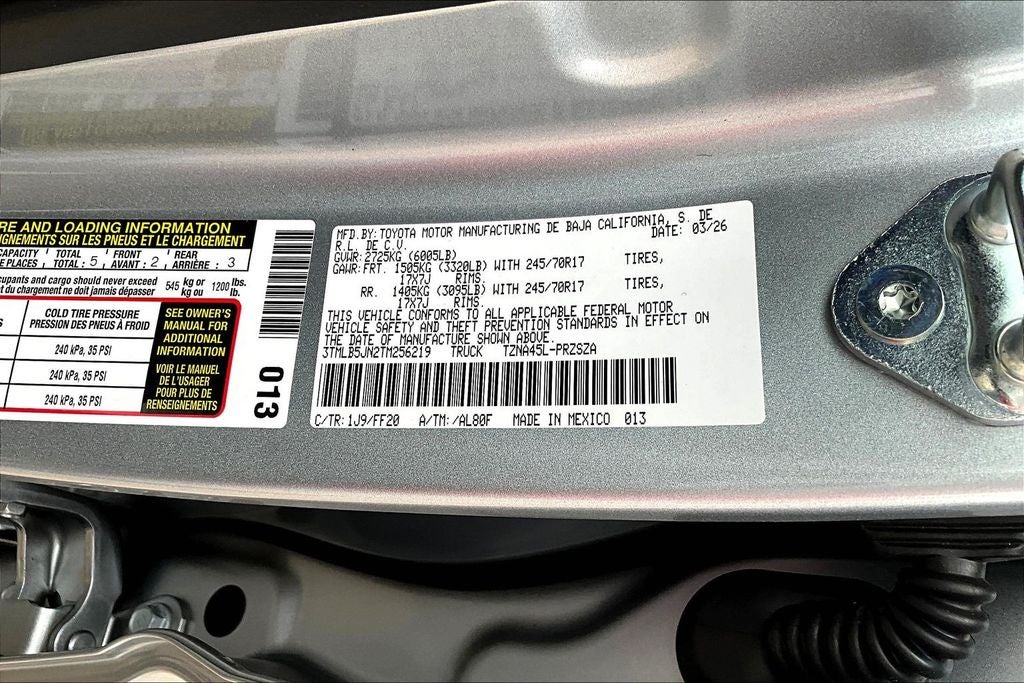 RE AND LOADING INFORMATION
IGNEMENTS SUR LES PNEUS ET LE CHARGEMENT
CAPACITY TOTAL : 5 FRONT : 2 REAR : 3
E PLACES TOTAL : 5 AVANT : 2 ARRIÈRE : 3
cupants and cargo should never exceed 545 kg or 1200 lbs.
t du chargement ne doit jamais dépasser kg ou lb.
COLD TIRE PRESSURE
PRESSION DES PNEUS À FROID
240 kPa, 35 PSI
240 kPa, 35 PSI
240 kPa, 35 PSI
SEE OWNER'S
MANUAL FOR
ADDITIONAL
INFORMATION
VOIR LE MANUEL
DE L'USAGER
POUR PLUS DE
RENSEIGNEMENTS
013
MFD.BY:TOYOTA MOTOR MANUFACTURING DE BAJA CALIFORNIA, S. DE
R.L. DE C.V. DATE: 03/26
GVWR:2725KG (6005LB)
GAWR:FRT. 1505KG (3320LB) WITH 245/70R17 TIRES,
17X7J RIMS
RR. 1405KG (3095LB) WITH 245/70R17 TIRES,
17X7J RIMS.
THIS VEHICLE CONFORMS TO ALL APPLICABLE FEDERAL MOTOR
VEHICLE SAFETY AND THEFT PREVENTION STANDARDS IN EFFECT ON
THE DATE OF MANUFACTURE SHOWN ABOVE.
3TMLB5JN2TM256219 TRUCK TZNA45L-PRZSZA
C/TR:1J9/FF20 A/TM:/AL80F MADE IN MEXICO 013